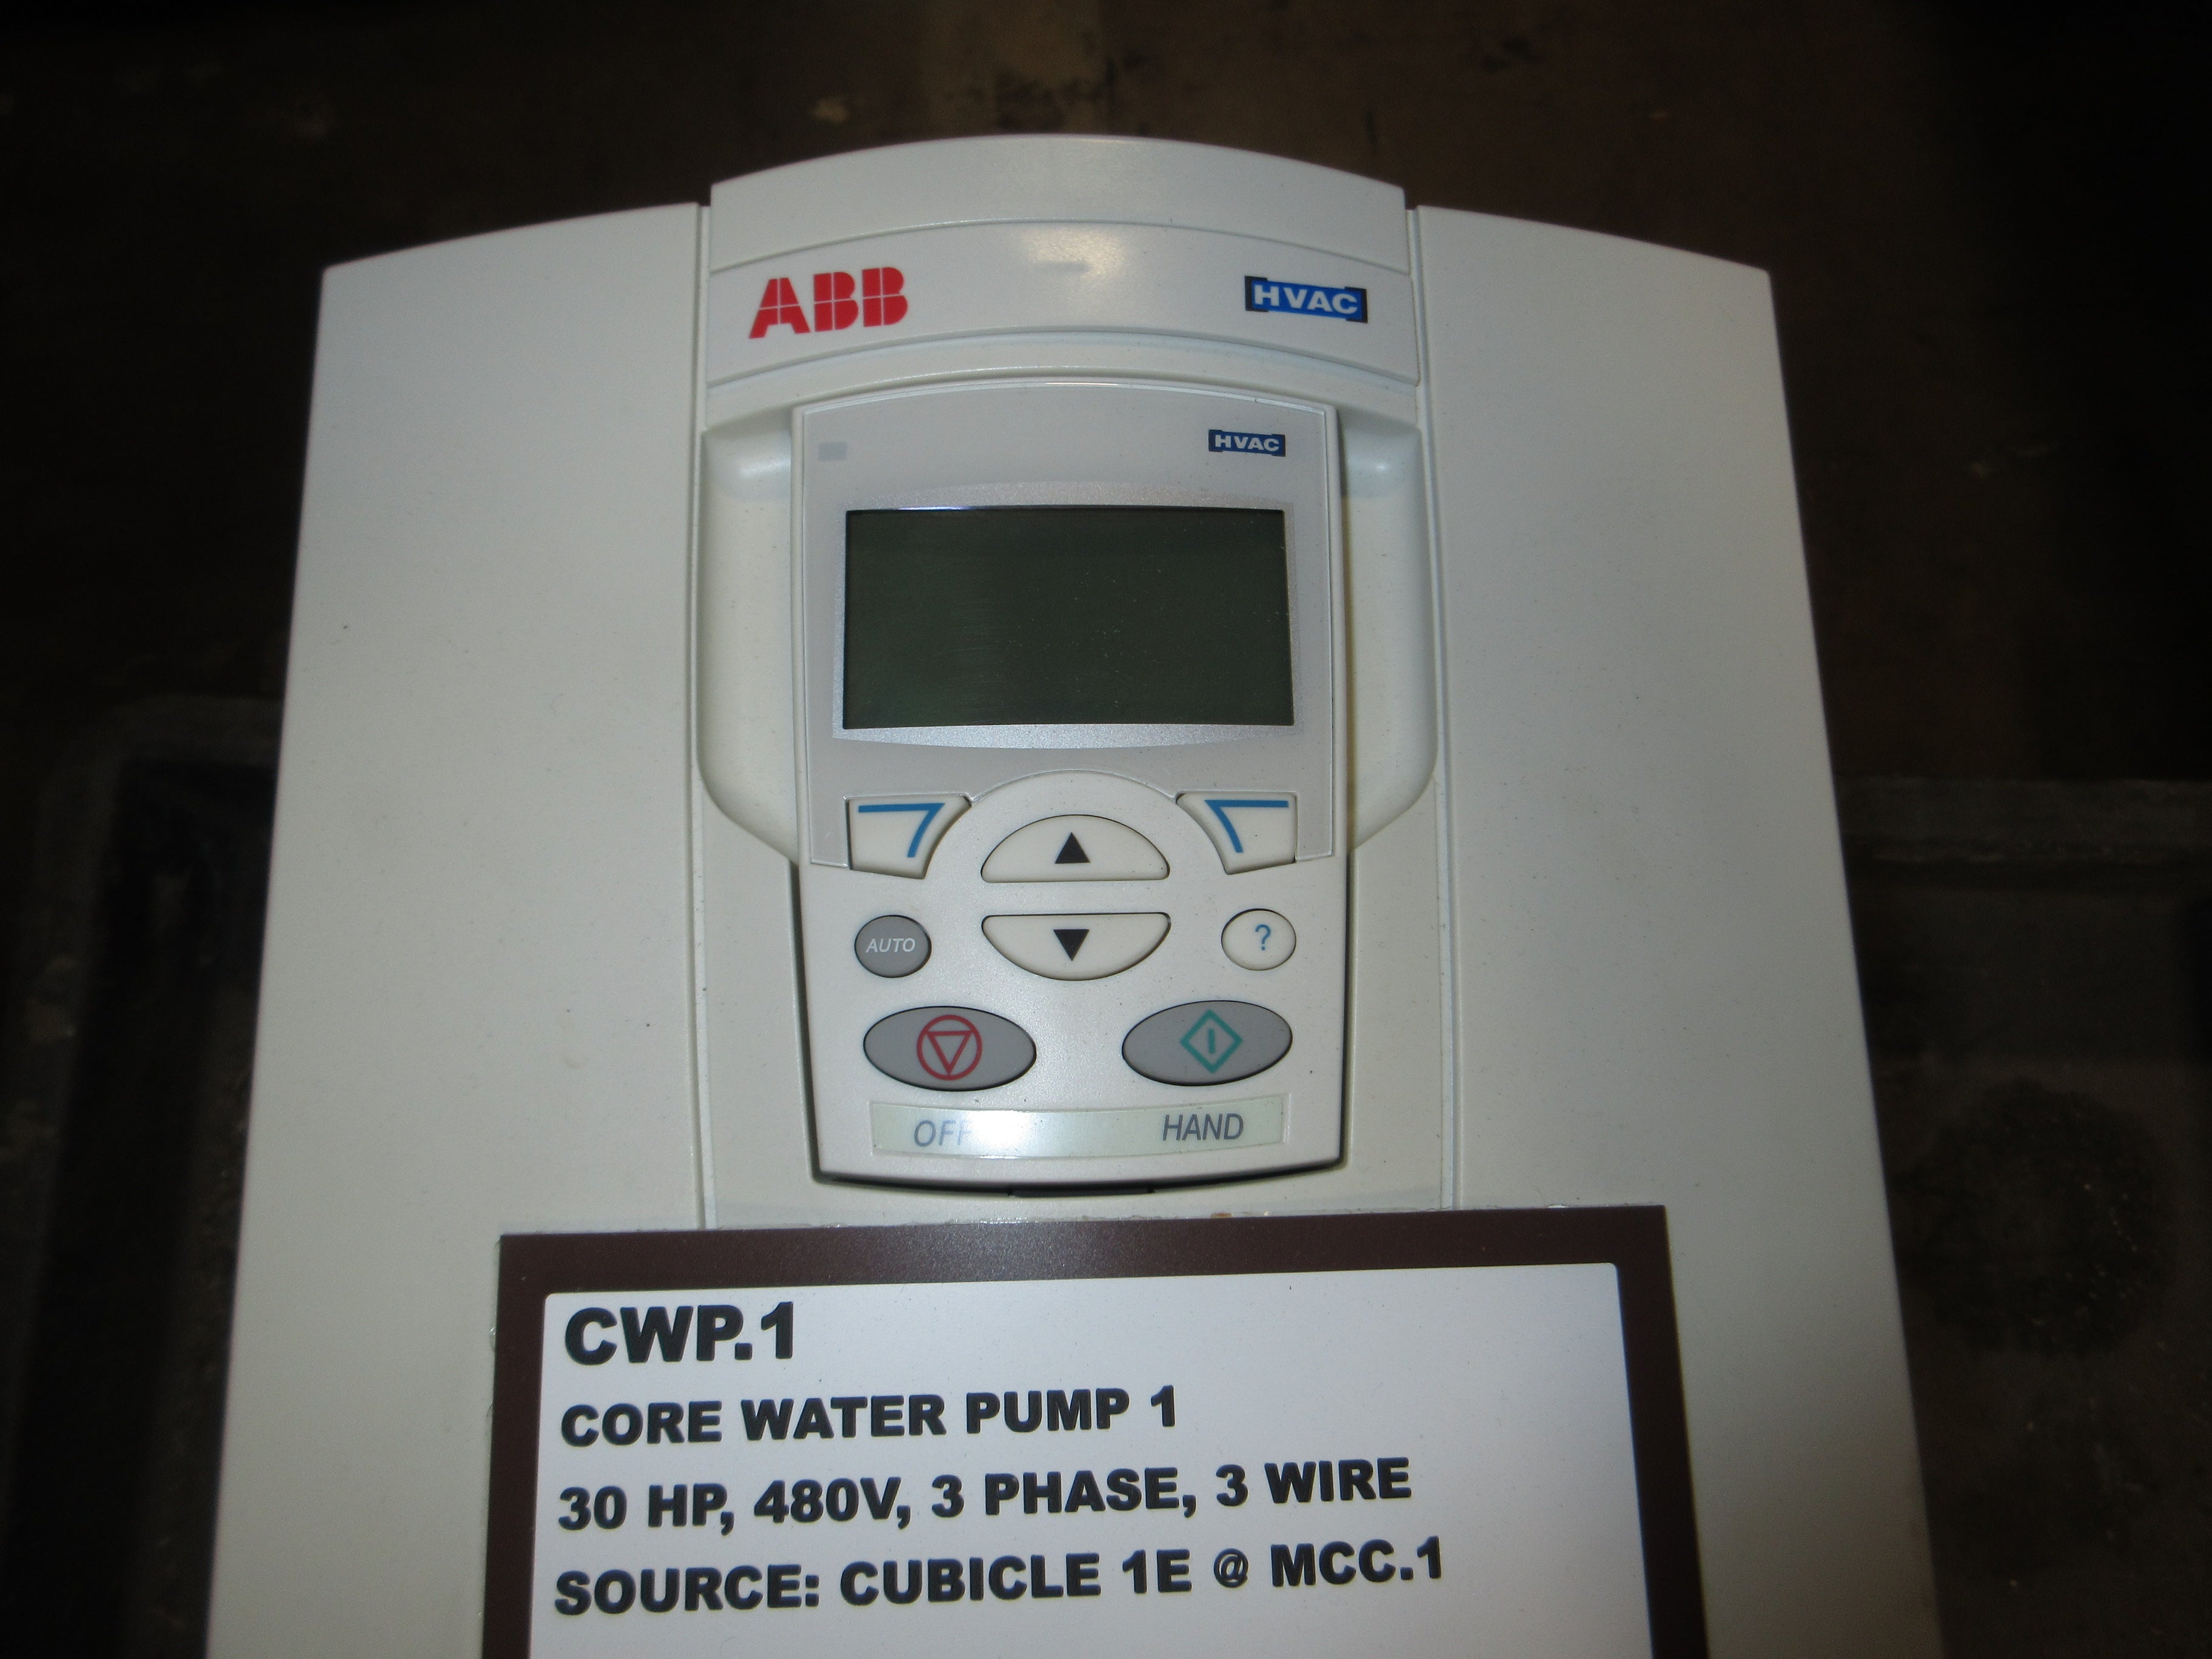 ABB HVAC
HVAC
AUTO ?
OFF HAND
CWP.1
CORE WATER PUMP 1
30 HP, 480V, 3 PHASE, 3 WIRE
SOURCE: CUBICLE 1E @ MCC.1